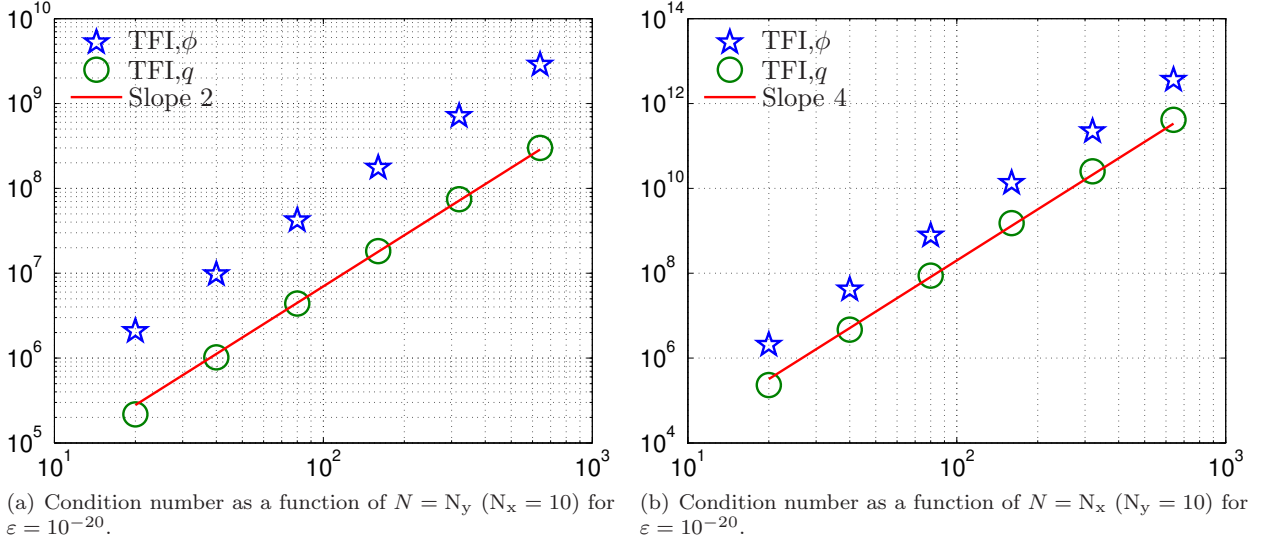 10^10
10^9
10^8
10^7
10^6
10^5
10^1
10^2
10^3
TFI,ϕ
TFI,q
Slope 2
(a) Condition number as a function of N = N_y (N_x = 10) for
ε = 10^−20.
10^14
10^12
10^10
10^8
10^6
10^4
10^1
10^2
10^3
TFI,ϕ
TFI,q
Slope 4
(b) Condition number as a function of N = N_x (N_y = 10) for
ε = 10^−20.